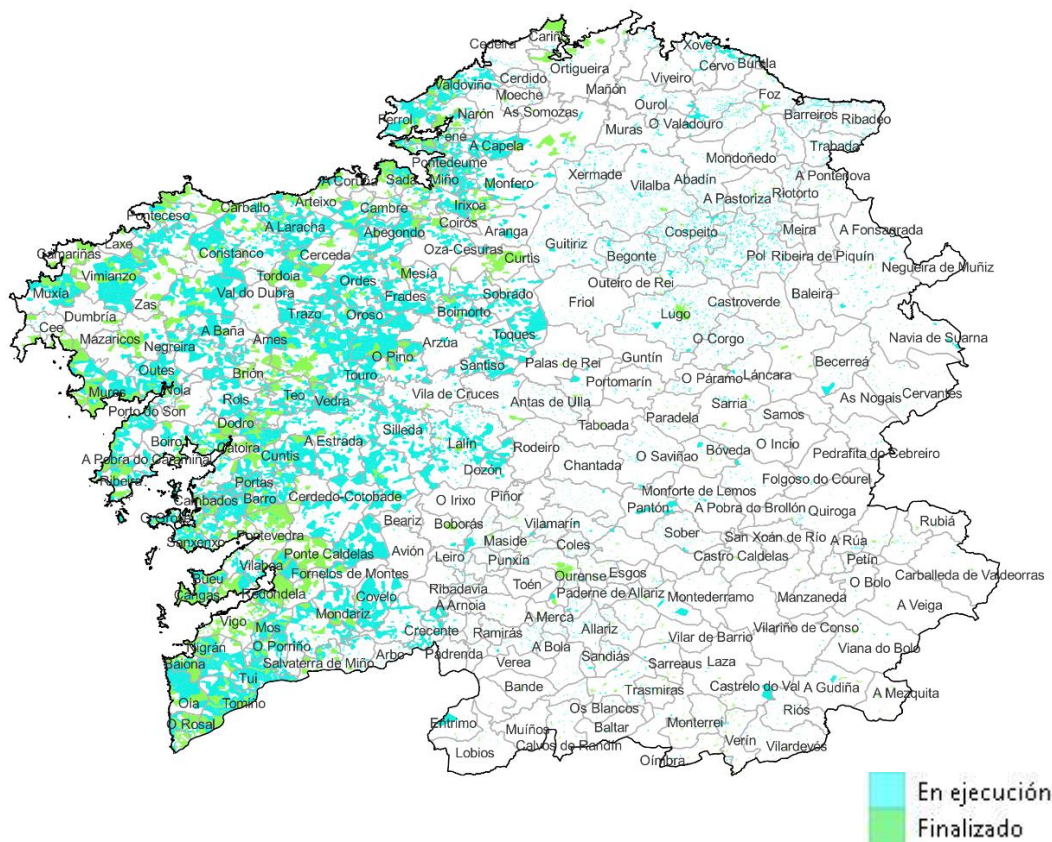 Cariñ
Cedeira
Xove
Burela
Cervo
Ortigueira
Viveiro
Valdoviño
Cerdido
Mañón
Moeche
Foz
Ourol
Narón
As Somozas
Ferrol
O Valadouro
Barreiros
Ribadeo
Muras
Fene
A Capela
Trabada
Pontedeume
Mondoñedo
A Coruña
Sada
Miño
Monfero
Xermade
Abadín
A Pontenova
Vilalba
Riotorto
Arteixo
Irixoa
A Pastoriza
Carballo
Cambre
Ponteceso
Coirós
A Laracha
Abegondo
Aranga
Cospeito
Meira
A Fonsagrada
Laxe
Guitiriz
Oza-Cesuras
Camariñas
Coristanco
Cerceda
Curtis
Begonte
Pol
Ribeira de Piquín
Negueira de Muñiz
Vimianzo
Tordoia
Mesía
Ordes
Outeiro de Rei
Muxía
Val do Dubra
Frades
Sobrado
Baleira
Zas
Friol
Castroverde
Dumbría
Trazo
Oroso
Boimorto
Lugo
Cee
A Baña
Toques
Mazaricos
Ames
Arzúa
O Corgo
Navia de Suarna
Negreira
O Pino
Guntín
Outes
Brión
Santiso
Palas de Rei
Becerreá
Touro
O Páramo
Láncara
Muros
Noia
Portomarín
Rois
Teo
Vedra
Vila de Cruces
As Nogais
Cervantes
Porto do Son
Antas de Ulla
Sarria
Samos
Dodro
Paradela
Silleda
Taboada
Boiro
Catoira
A Estrada
Lalín
O Incio
Rodeiro
Bóveda
A Pobra do Caramiñal
Cuntis
O Saviñao
Pedrafita do Cebreiro
Dozón
Chantada
Ribeira
Portas
Folgoso do Courel
Cambados
Barro
Cerdedo-Cotobade
Monforte de Lemos
O Irixo
Piñor
Pantón
A Pobra do Brollón
Quiroga
O Grove
Beariz
Boborás
Vilamarín
Rubiá
Sanxenxo
Pontevedra
Maside
Sober
San Xoán de Río
A Rúa
Ponte Caldelas
Avión
Coles
Leiro
Punxín
Castro Caldelas
Petín
Vilaboa
Bueu
Fornelos de Montes
Ourense
Esgos
Carballeda de Valdeorras
Cangas
Redondela
Covelo
Ribadavia
Toén
Paderne de Allariz
O Bolo
A Arnoia
Montederramo
Manzaneda
A Veiga
Vigo
Mos
Mondariz
A Merca
Crecente
Ramirás
Allariz
Vilariño de Conso
Nigrán
O Porriño
Vilar de Barrio
Arbo
Padrenda
A Bola
Viana do Bolo
Baiona
Salvaterra de Miño
Verea
Sandiás
Sarreaus
Laza
Tui
Bande
Trasmiras
Castrelo do Val
A Gudiña
A Mezquita
Oia
Tomiño
Os Blancos
Riós
O Rosal
Entrimo
Muíños
Baltar
Monterrei
Verín
Lobios
Calvos de Randín
Vilardevós
Oímbra
En ejecución
Finalizado